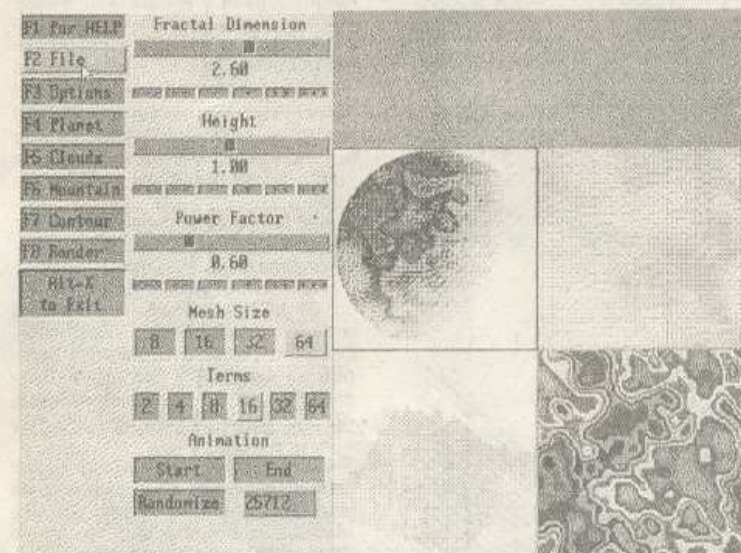 F1 for HELP
F2 File
F3 Options
F4 Planet
F5 Clouds
F6 Mountain
F7 Contour
F8 Render
Alt-X
to Exit
Fractal Dimension
2.60
Height
1.00
Power Factor
0.60
Mesh Size
8 16 32 64
Terms
2 4 8 16 32 64
Animation
Start End
Randomize 25712